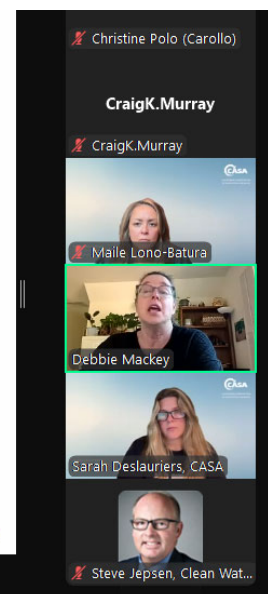 Christine Polo (Carollo)
CraigK.Murray
CraigK.Murray
CASA
Maile Lono-Batura
Debbie Mackey
CASA
Sarah Deslauriers, CASA
Steve Jepsen, Clean Wat...